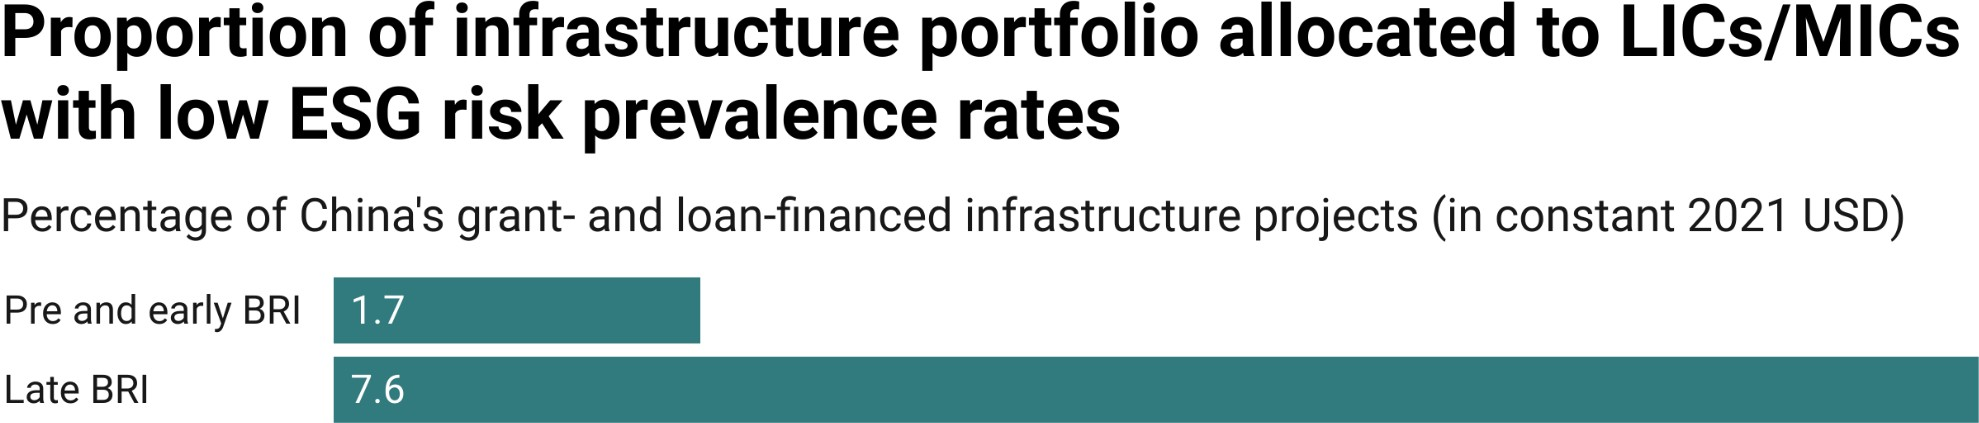 Proportion of infrastructure portfolio allocated to LICs/MICs
with low ESG risk prevalence rates
Percentage of China's grant- and loan-financed infrastructure projects (in constant 2021 USD)
Pre and early BRI 1.7
Late BRI 7.6